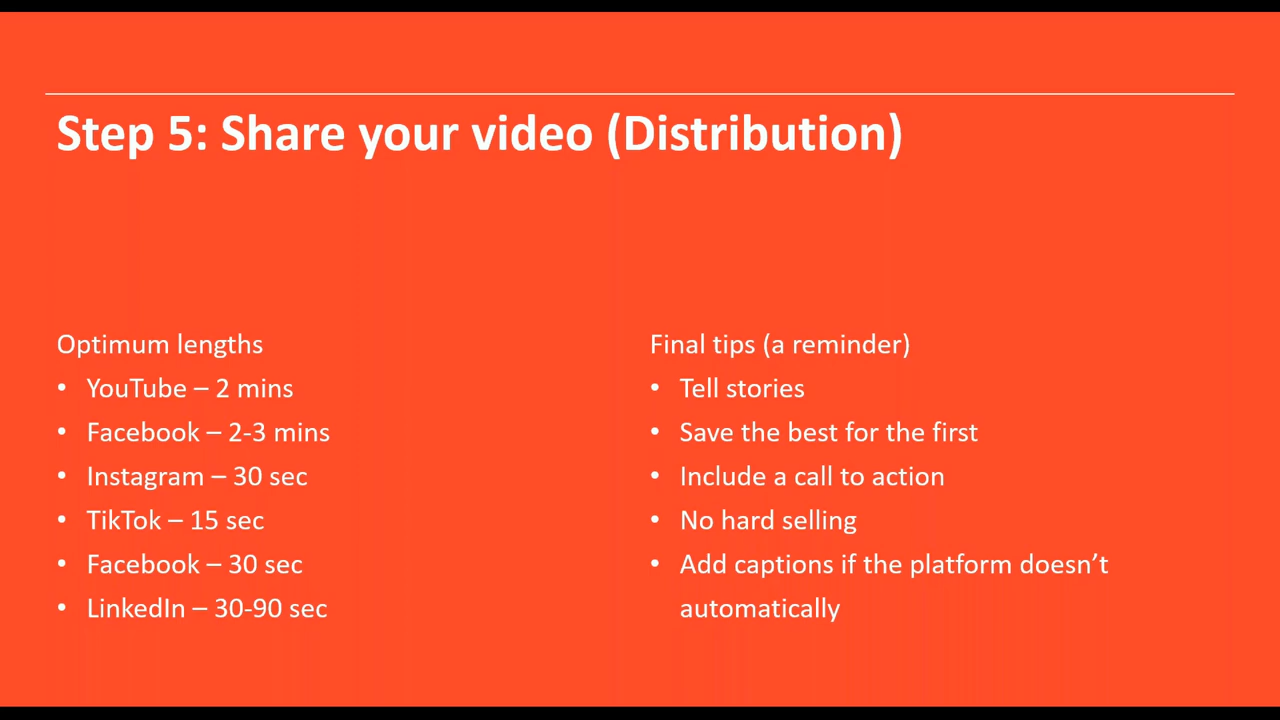 Step 5: Share your video (Distribution)
Optimum lengths
• YouTube – 2 mins
• Facebook – 2-3 mins
• Instagram – 30 sec
• TikTok – 15 sec
• Facebook – 30 sec
• LinkedIn – 30-90 sec
Final tips (a reminder)
• Tell stories
• Save the best for the first
• Include a call to action
• No hard selling
• Add captions if the platform doesn’t
automatically